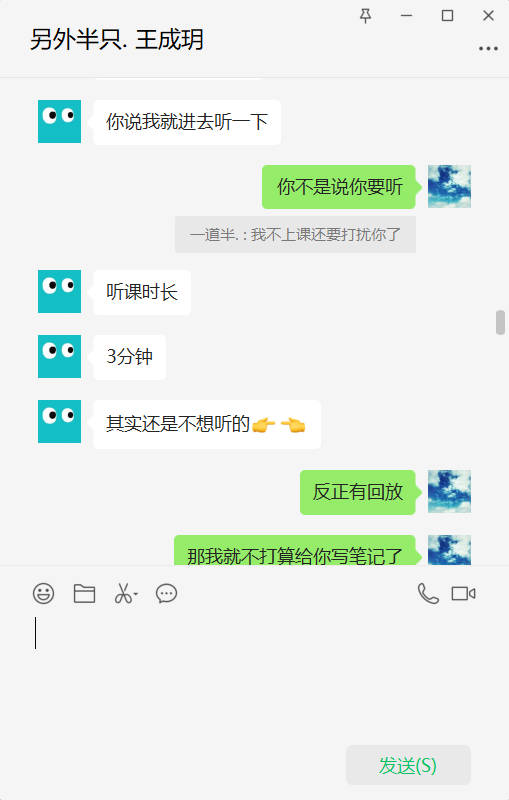 另外半只. 王成玥
你说我就进去听一下
你不是说你要听
一道半. : 我不上课还要打扰你了
听课时长
3分钟
其实还是不想听的👉👈
反正有回放
那我就不打算给你写笔记了
发送(S)